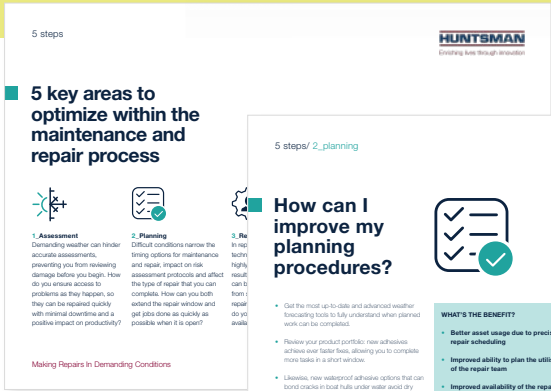 5 steps
HUNTSMAN
Enriching lives through innovation
5 key areas to
optimize within the
maintenance and
repair process
1_Assessment
Demanding weather can hinder
accurate assessments,
preventing you from reviewing
damage before you begin. How
do you ensure access to
problems as they happen, so
they can be repaired quickly
with minimal downtime and a
positive impact on productivity?
2_Planning
Difficult conditions narrow the
timing options for maintenance
and repair, impact on risk
assessment protocols and affect
the type of repair that you can
complete. How can you both
extend the repair window and
get jobs done as quickly as
possible when it is open?
Making Repairs In Demanding Conditions
5 steps/ 2_planning
How can I
improve my
planning
procedures?
• Get the most up-to-date and advanced weather
forecasting tools to fully understand when planned
work can be completed.
• Review your product portfolio: new adhesives
achieve ever faster fixes, allowing you to complete
more tasks in a short window.
• Likewise, new waterproof adhesive options that can
bond cracks in boat hulls under water avoid dry
WHAT'S THE BENEFIT?
• Better asset usage due to precis
repair scheduling
• Improved ability to plan the utili
of the repair team
• Improved availability of the repa